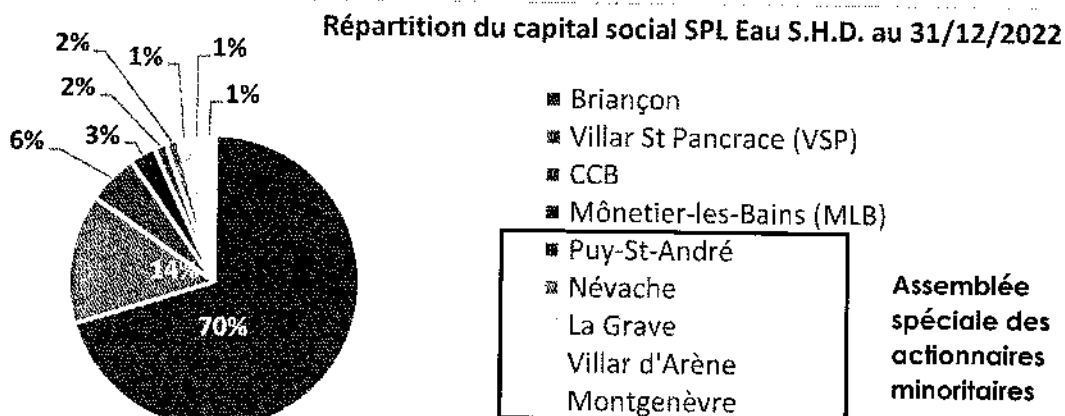 Répartition du capital social SPL Eau S.H.D. au 31/12/2022
2%
1%
1%
2%
1%
6%
3%
14%
70%
Briançon
Villar St Pancrace (VSP)
CCB
Mônetier-les-Bains (MLB)
Puy-St-André
Névache
La Grave
Villar d'Arène
Montgenèvre
Assemblée
spéciale des
actionnaires
minoritaires